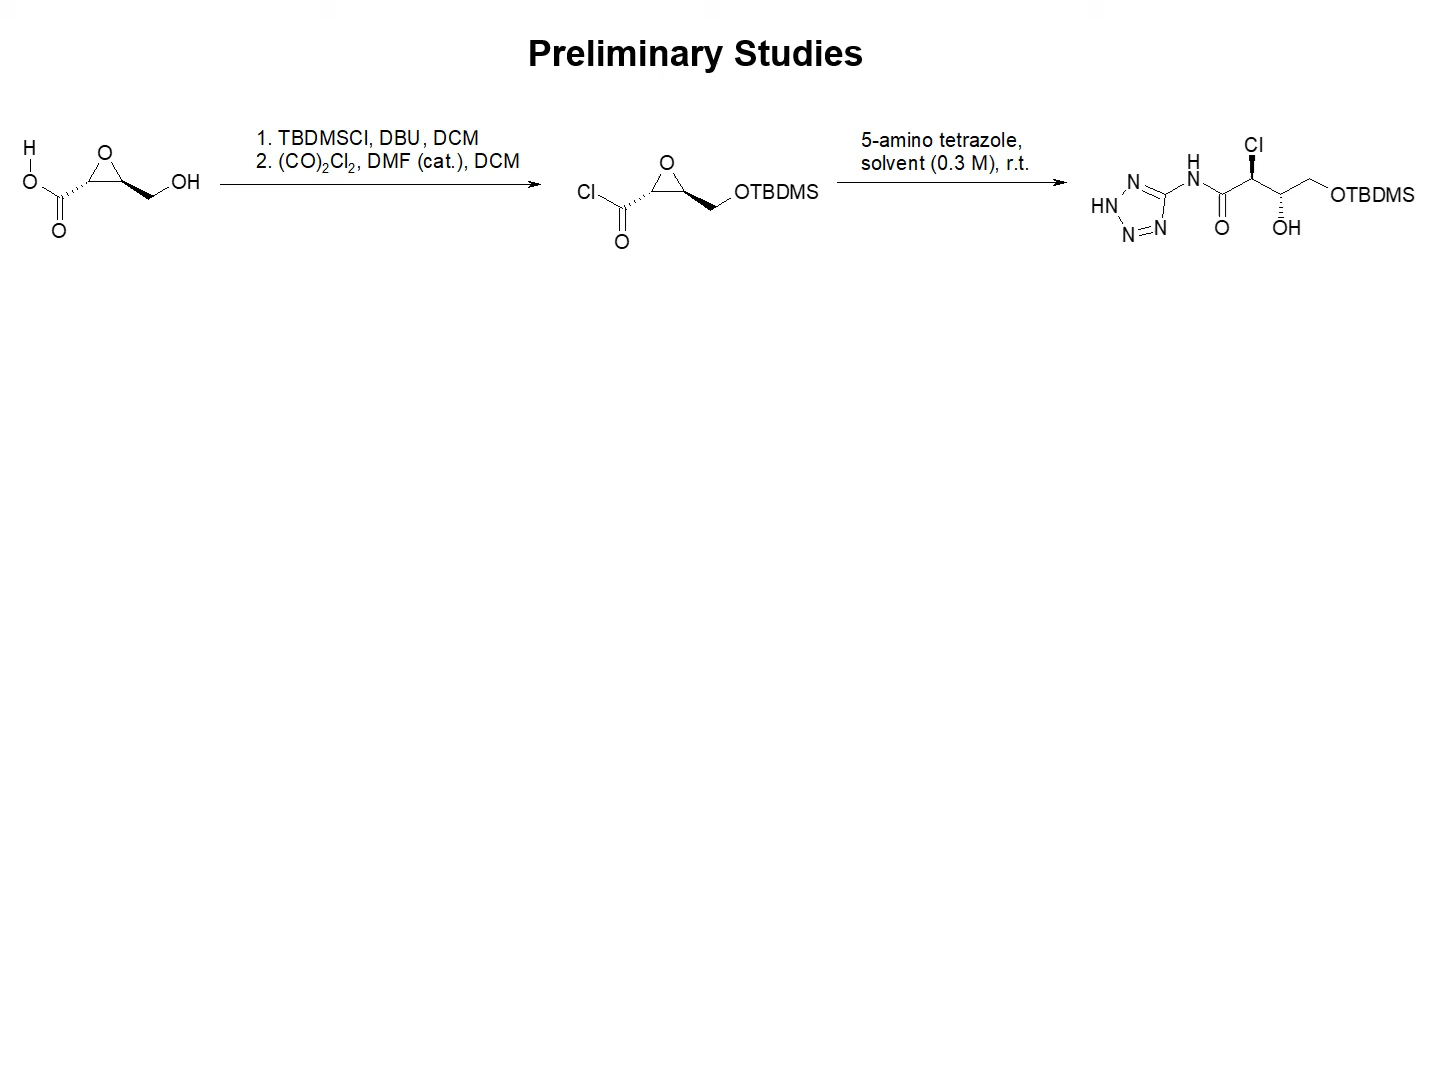 Preliminary Studies
1. TBDMSCl, DBU, DCM
2. (CO)2Cl2, DMF (cat.), DCM
5-amino tetrazole,
solvent (0.3 M), r.t.
H
O
O
OH
O
O
Cl
OTBDMS
O
Cl
H
N
N
HN
N
N
O
OH
OTBDMS